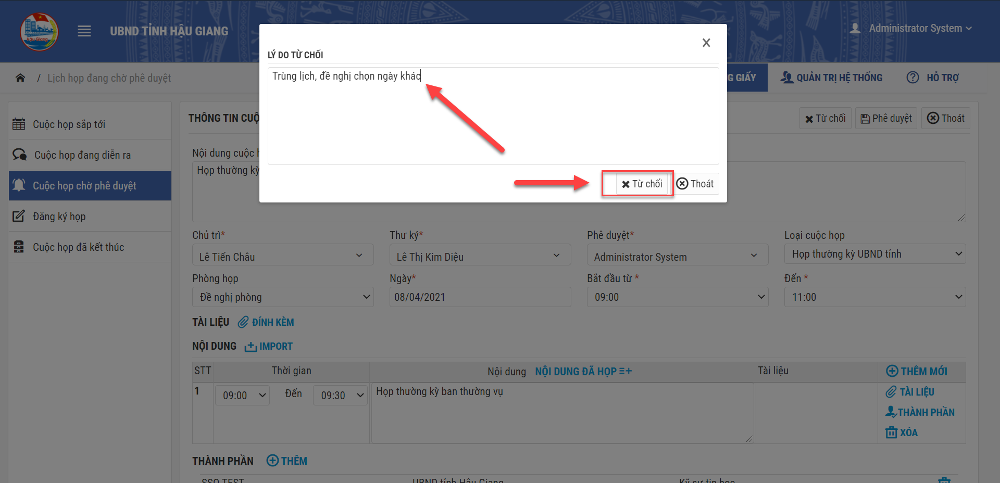 Hậu Giang
UBND TỈNH HẬU GIANG
Administrator System
/ Lịch họp đang chờ phê duyệt
G GIẤY
QUẢN TRỊ HỆ THỐNG
HỖ TRỢ
LÝ DO TỪ CHỐI
Trùng lịch, đề nghị chọn ngày khác
Từ chối
Thoát
Cuộc họp sắp tới
Cuộc họp đang diễn ra
Cuộc họp chờ phê duyệt
Đăng ký họp
Cuộc họp đã kết thúc
THÔNG TIN CUỘ
Từ chối
Phê duyệt
Thoát
Nội dung cuộc h
Họp thường kỳ
Chủ trì*
Thư ký*
Phê duyệt*
Loại cuộc họp
Lê Tiến Châu
Lê Thị Kim Diệu
Administrator System
Họp thường kỳ UBND tỉnh
Phòng họp
Ngày*
Bắt đầu từ *
Đến *
Đề nghị phòng
08/04/2021
09:00
11:00
TÀI LIỆU ĐÍNH KÈM
NỘI DUNG IMPORT
STT
Thời gian
Nội dung NỘI DUNG ĐÃ HỌP
Tài liệu
THÊM MỚI
1
09:00 Đến 09:30
Họp thường kỳ ban thường vụ
TÀI LIỆU
THÀNH PHẦN
XÓA
THÀNH PHẦN THÊM
SSO TEST
UBND tỉnh Hậu Giang
Kỹ sư tin học